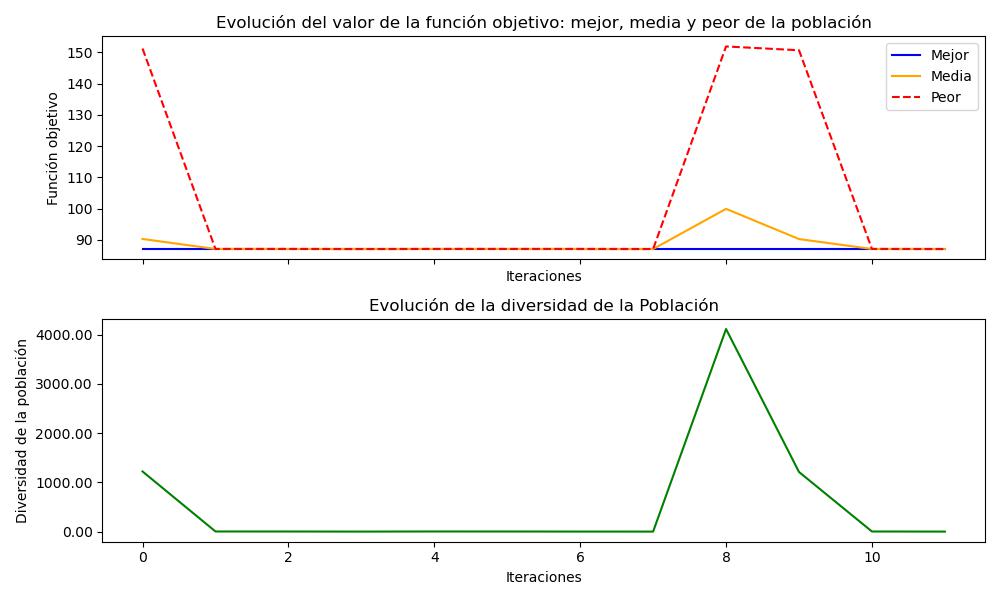 Evolución del valor de la función objetivo: mejor, media y peor de la población
150
140
130
120
110
100
90
Función objetivo
Mejor
Media
Peor
Iteraciones
Evolución de la diversidad de la Población
4000.00
3000.00
2000.00
1000.00
0.00
Diversidad de la población
0 2 4 6 8 10
Iteraciones